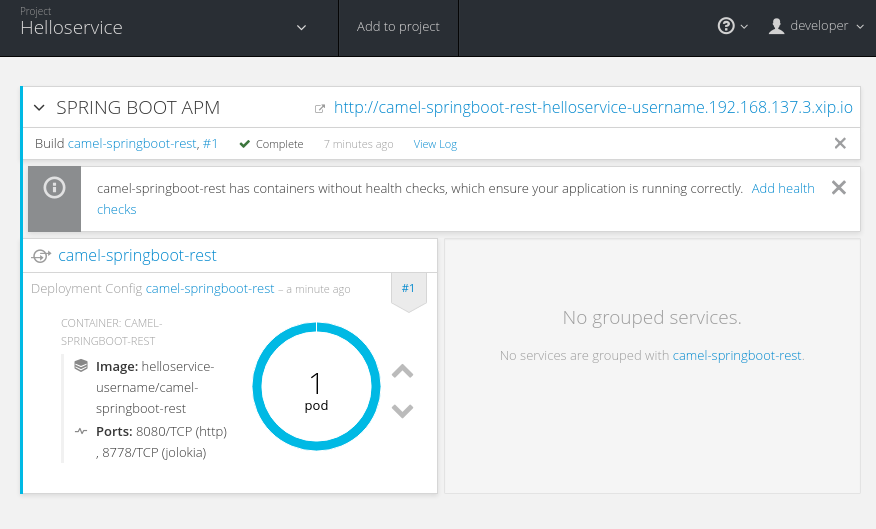 Project
Helloservice
Add to project
developer
SPRING BOOT APM
http://camel-springboot-rest-helloservice-username.192.168.137.3.xip.io
Build camel-springboot-rest, #1 Complete 7 minutes ago View Log
camel-springboot-rest has containers without health checks, which ensure your application is running correctly. Add health
checks
camel-springboot-rest
Deployment Config camel-springboot-rest – a minute ago
#1
CONTAINER: CAMEL-
SPRINGBOOT-REST
Image: helloservice-
username/camel-
springboot-rest
Ports: 8080/TCP (http)
, 8778/TCP (jolokia)
1
pod
No grouped services.
No services are grouped with camel-springboot-rest.